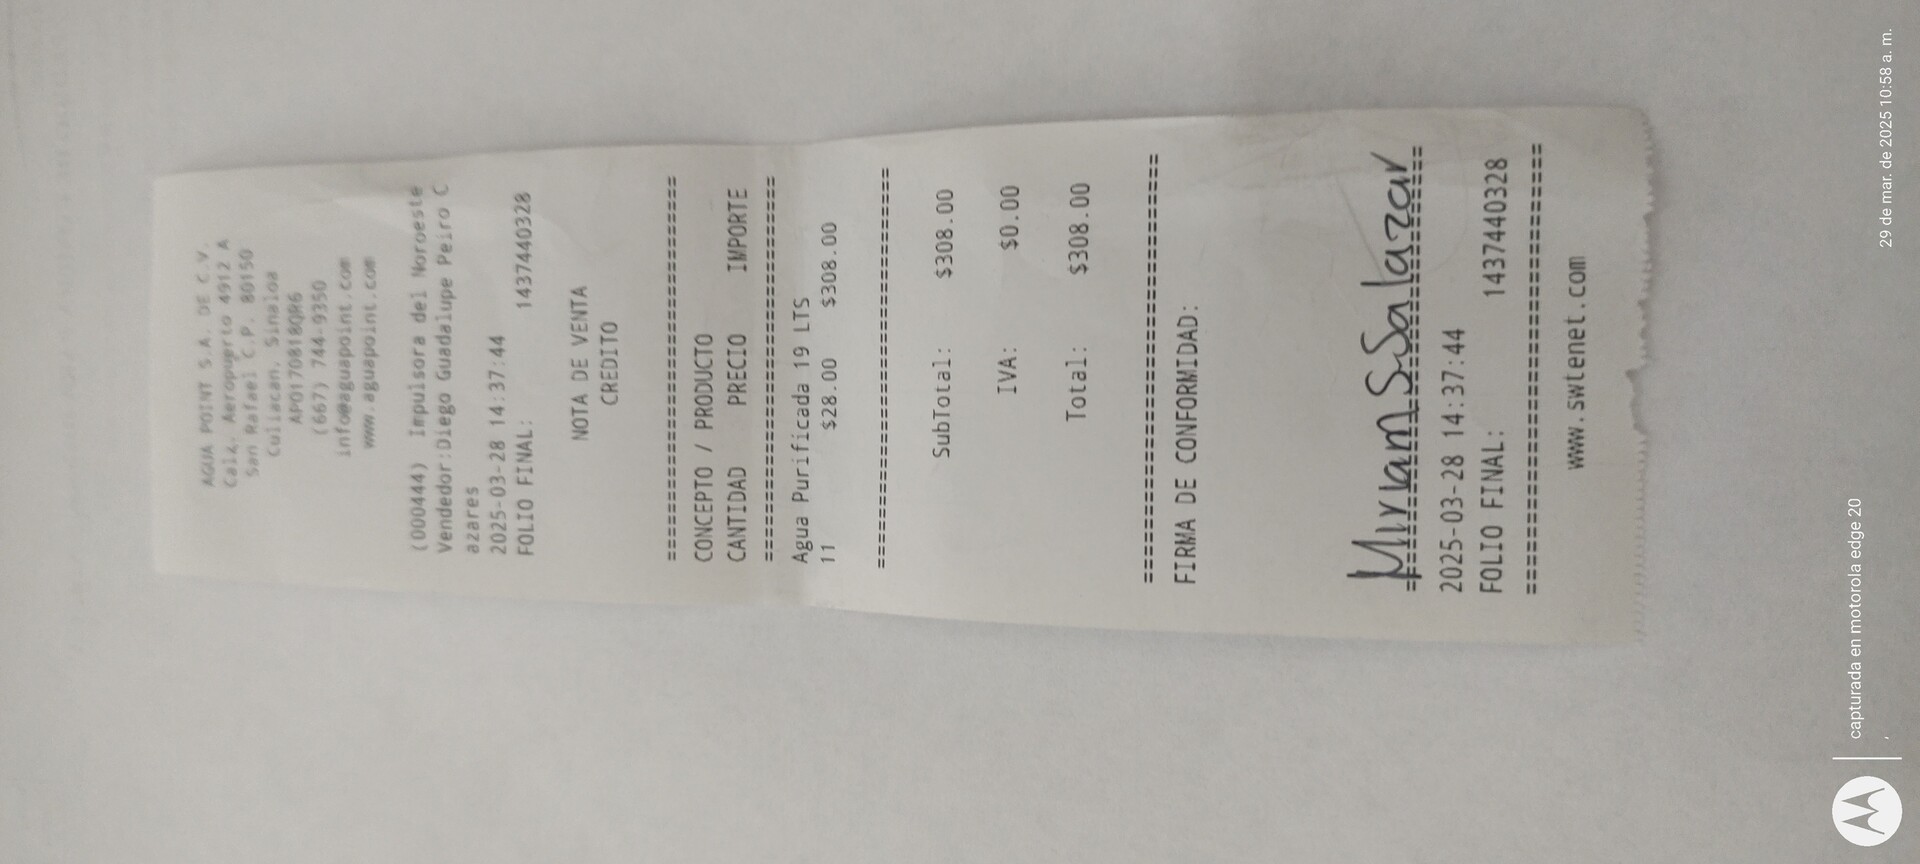 AGUA POINT S.A. DE C.V.
Calz. Aeropuerto 4912 A
San Rafael C.P. 80150
Culiacan, Sinaloa
APO170818QR6
(667) 744-9350
info@aguapoint.com
www.aguapoint.com
(000444) Impulsora del Noroeste
Vendedor:Diego Guadalupe Peiro C
azares
2025-03-28 14:37:44
FOLIO FINAL: 1437440328
NOTA DE VENTA
CREDITO
================================
CONCEPTO / PRODUCTO
CANTIDAD PRECIO IMPORTE
================================
Agua Purificada 19 LTS
11 $28.00 $308.00
================================
SubTotal: $308.00
IVA: $0.00
Total: $308.00
================================
FIRMA DE CONFORMIDAD:
Miriam S Salazar
================================
2025-03-28 14:37:44
FOLIO FINAL: 1437440328
================================
www.swtenet.com
capturada en motorola edge 20
29 de mar. de 2025 10:58 a. m.